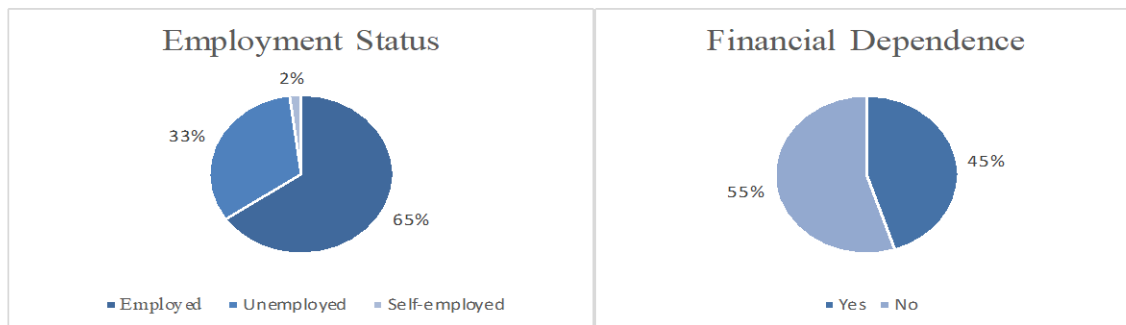 Employment Status
2%
33%
65%
Employed Unemployed Self-employed
Financial Dependence
45%
55%
Yes No